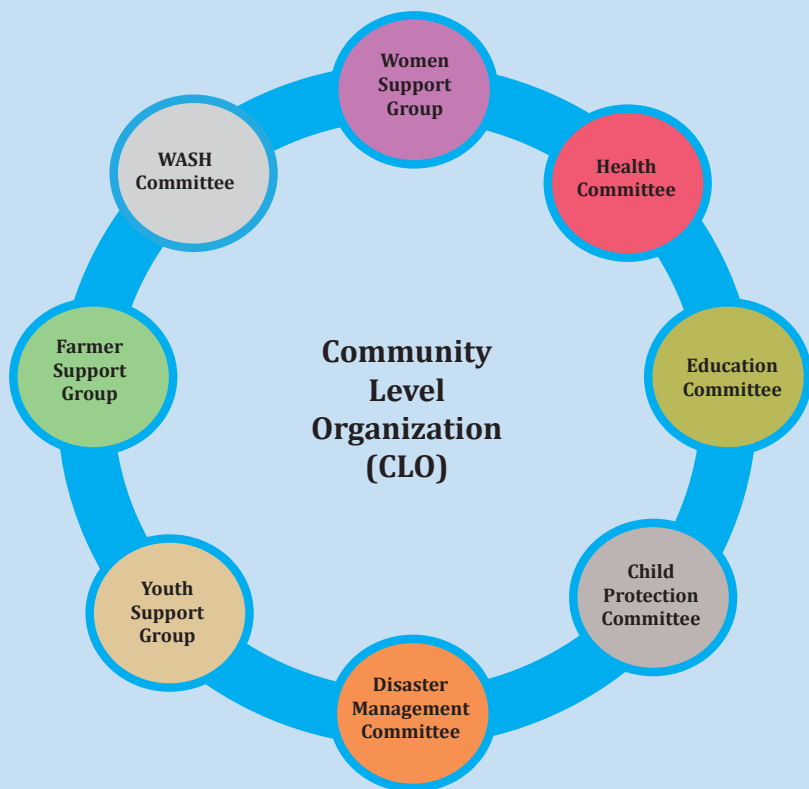 Women
Support
Group
Health
Committee
Education
Committee
Child
Protection
Committee
Disaster
Management
Committee
Youth
Support
Group
Farmer
Support
Group
WASH
Committee
Community
Level
Organization
(CLO)